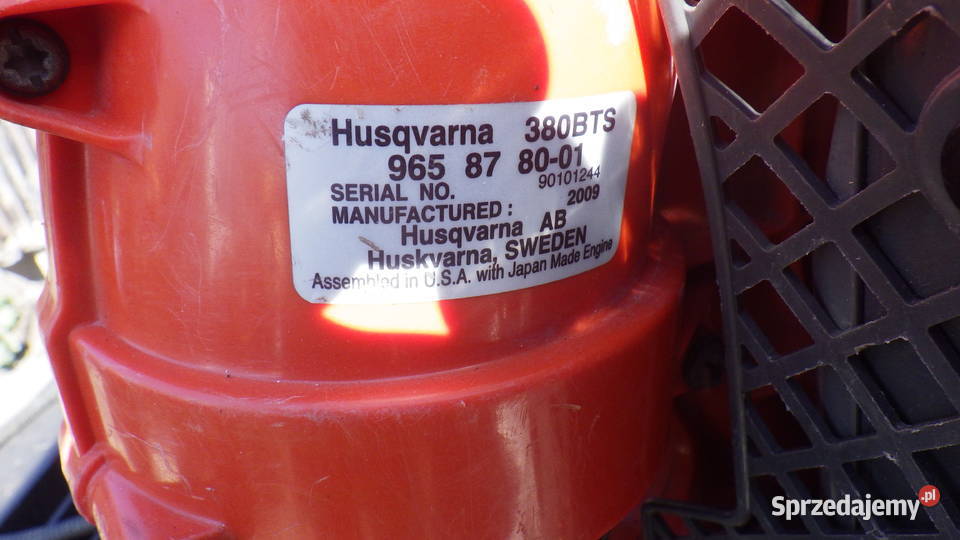 Husqvarna 380BTS
965 87 80-01
SERIAL NO. 90101244
MANUFACTURED : 2009
Husqvarna AB
Huskvarna, SWEDEN
Assembled in U.S.A. with Japan Made Engine
Sprzedajemy.pl